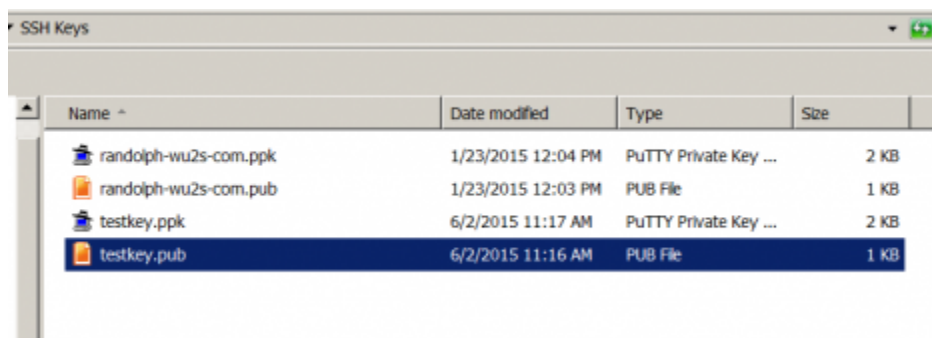 SSH Keys
Name Date modified Type Size
randolph-wu2s-com.ppk 1/23/2015 12:04 PM PuTTY Private Key ... 2 KB
randolph-wu2s-com.pub 1/23/2015 12:03 PM PUB File 1 KB
testkey.ppk 6/2/2015 11:17 AM PuTTY Private Key ... 2 KB
testkey.pub 6/2/2015 11:16 AM PUB File 1 KB